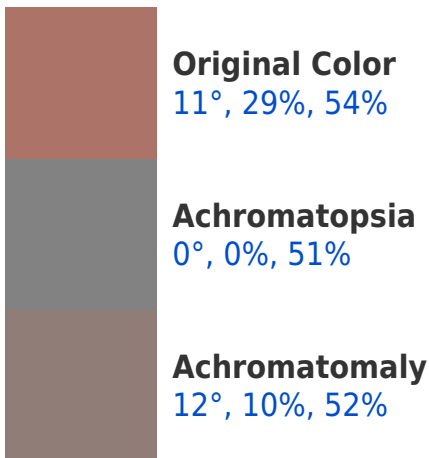 Original Color
11°, 29%, 54%
Achromatopsia
0°, 0%, 51%
Achromatomaly
12°, 10%, 52%